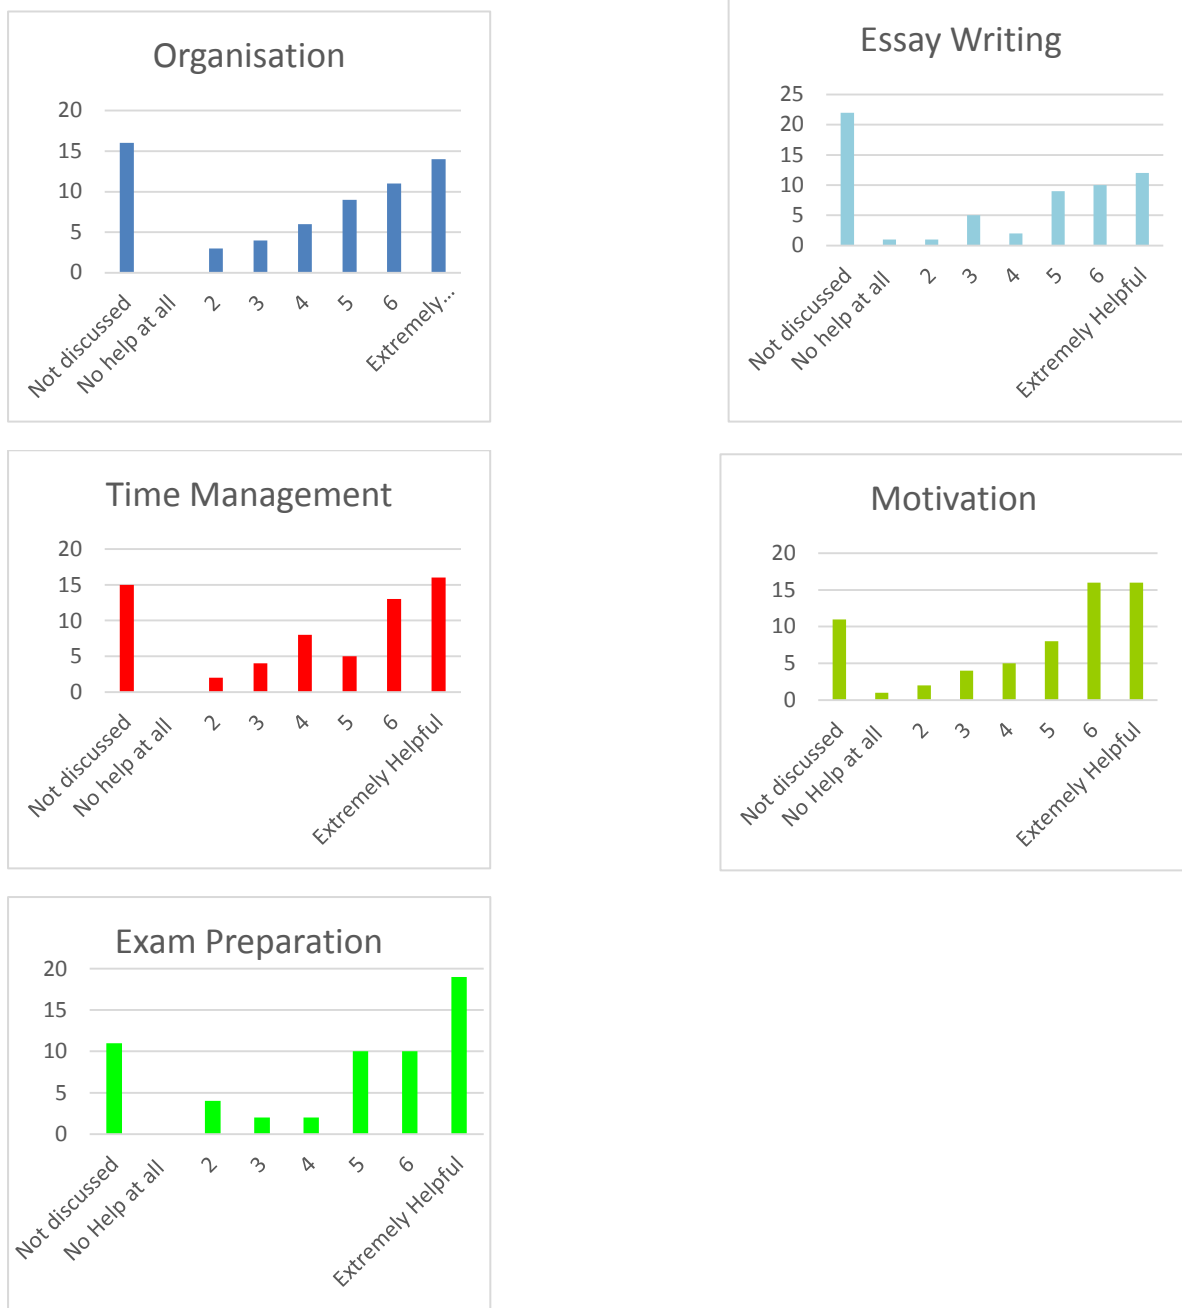 Organisation
20
15
10
5
0
Not discussed
No help at all
2
3
4
5
6
Extremely...
Essay Writing
25
20
15
10
5
0
Not discussed
No help at all
2
3
4
5
6
Extremely Helpful
Time Management
20
15
10
5
0
Not discussed
No help at all
2
3
4
5
6
Extremely Helpful
Motivation
20
15
10
5
0
Not discussed
No Help at all
2
3
4
5
6
Extemely Helpful
Exam Preparation
20
15
10
5
0
Not discussed
No Help at all
2
3
4
5
6
Extremely Helpful